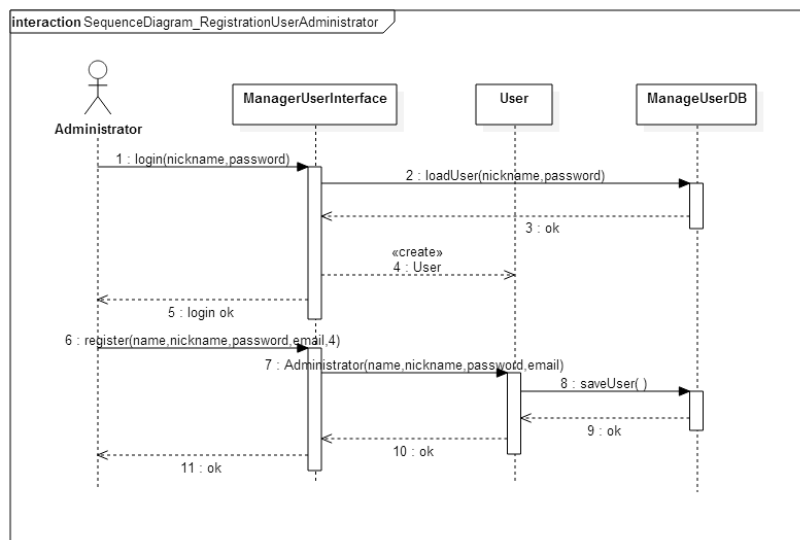 interaction SequenceDiagram_RegistrationUserAdministrator
Administrator
ManagerUserInterface
User
ManageUserDB
1 : login(nickname,password)
2 : loadUser(nickname,password)
3 : ok
«create»
4 : User
5 : login ok
6 : register(name,nickname,password,email,4)
7 : Administrator(name,nickname,password,email)
8 : saveUser( )
9 : ok
10 : ok
11 : ok